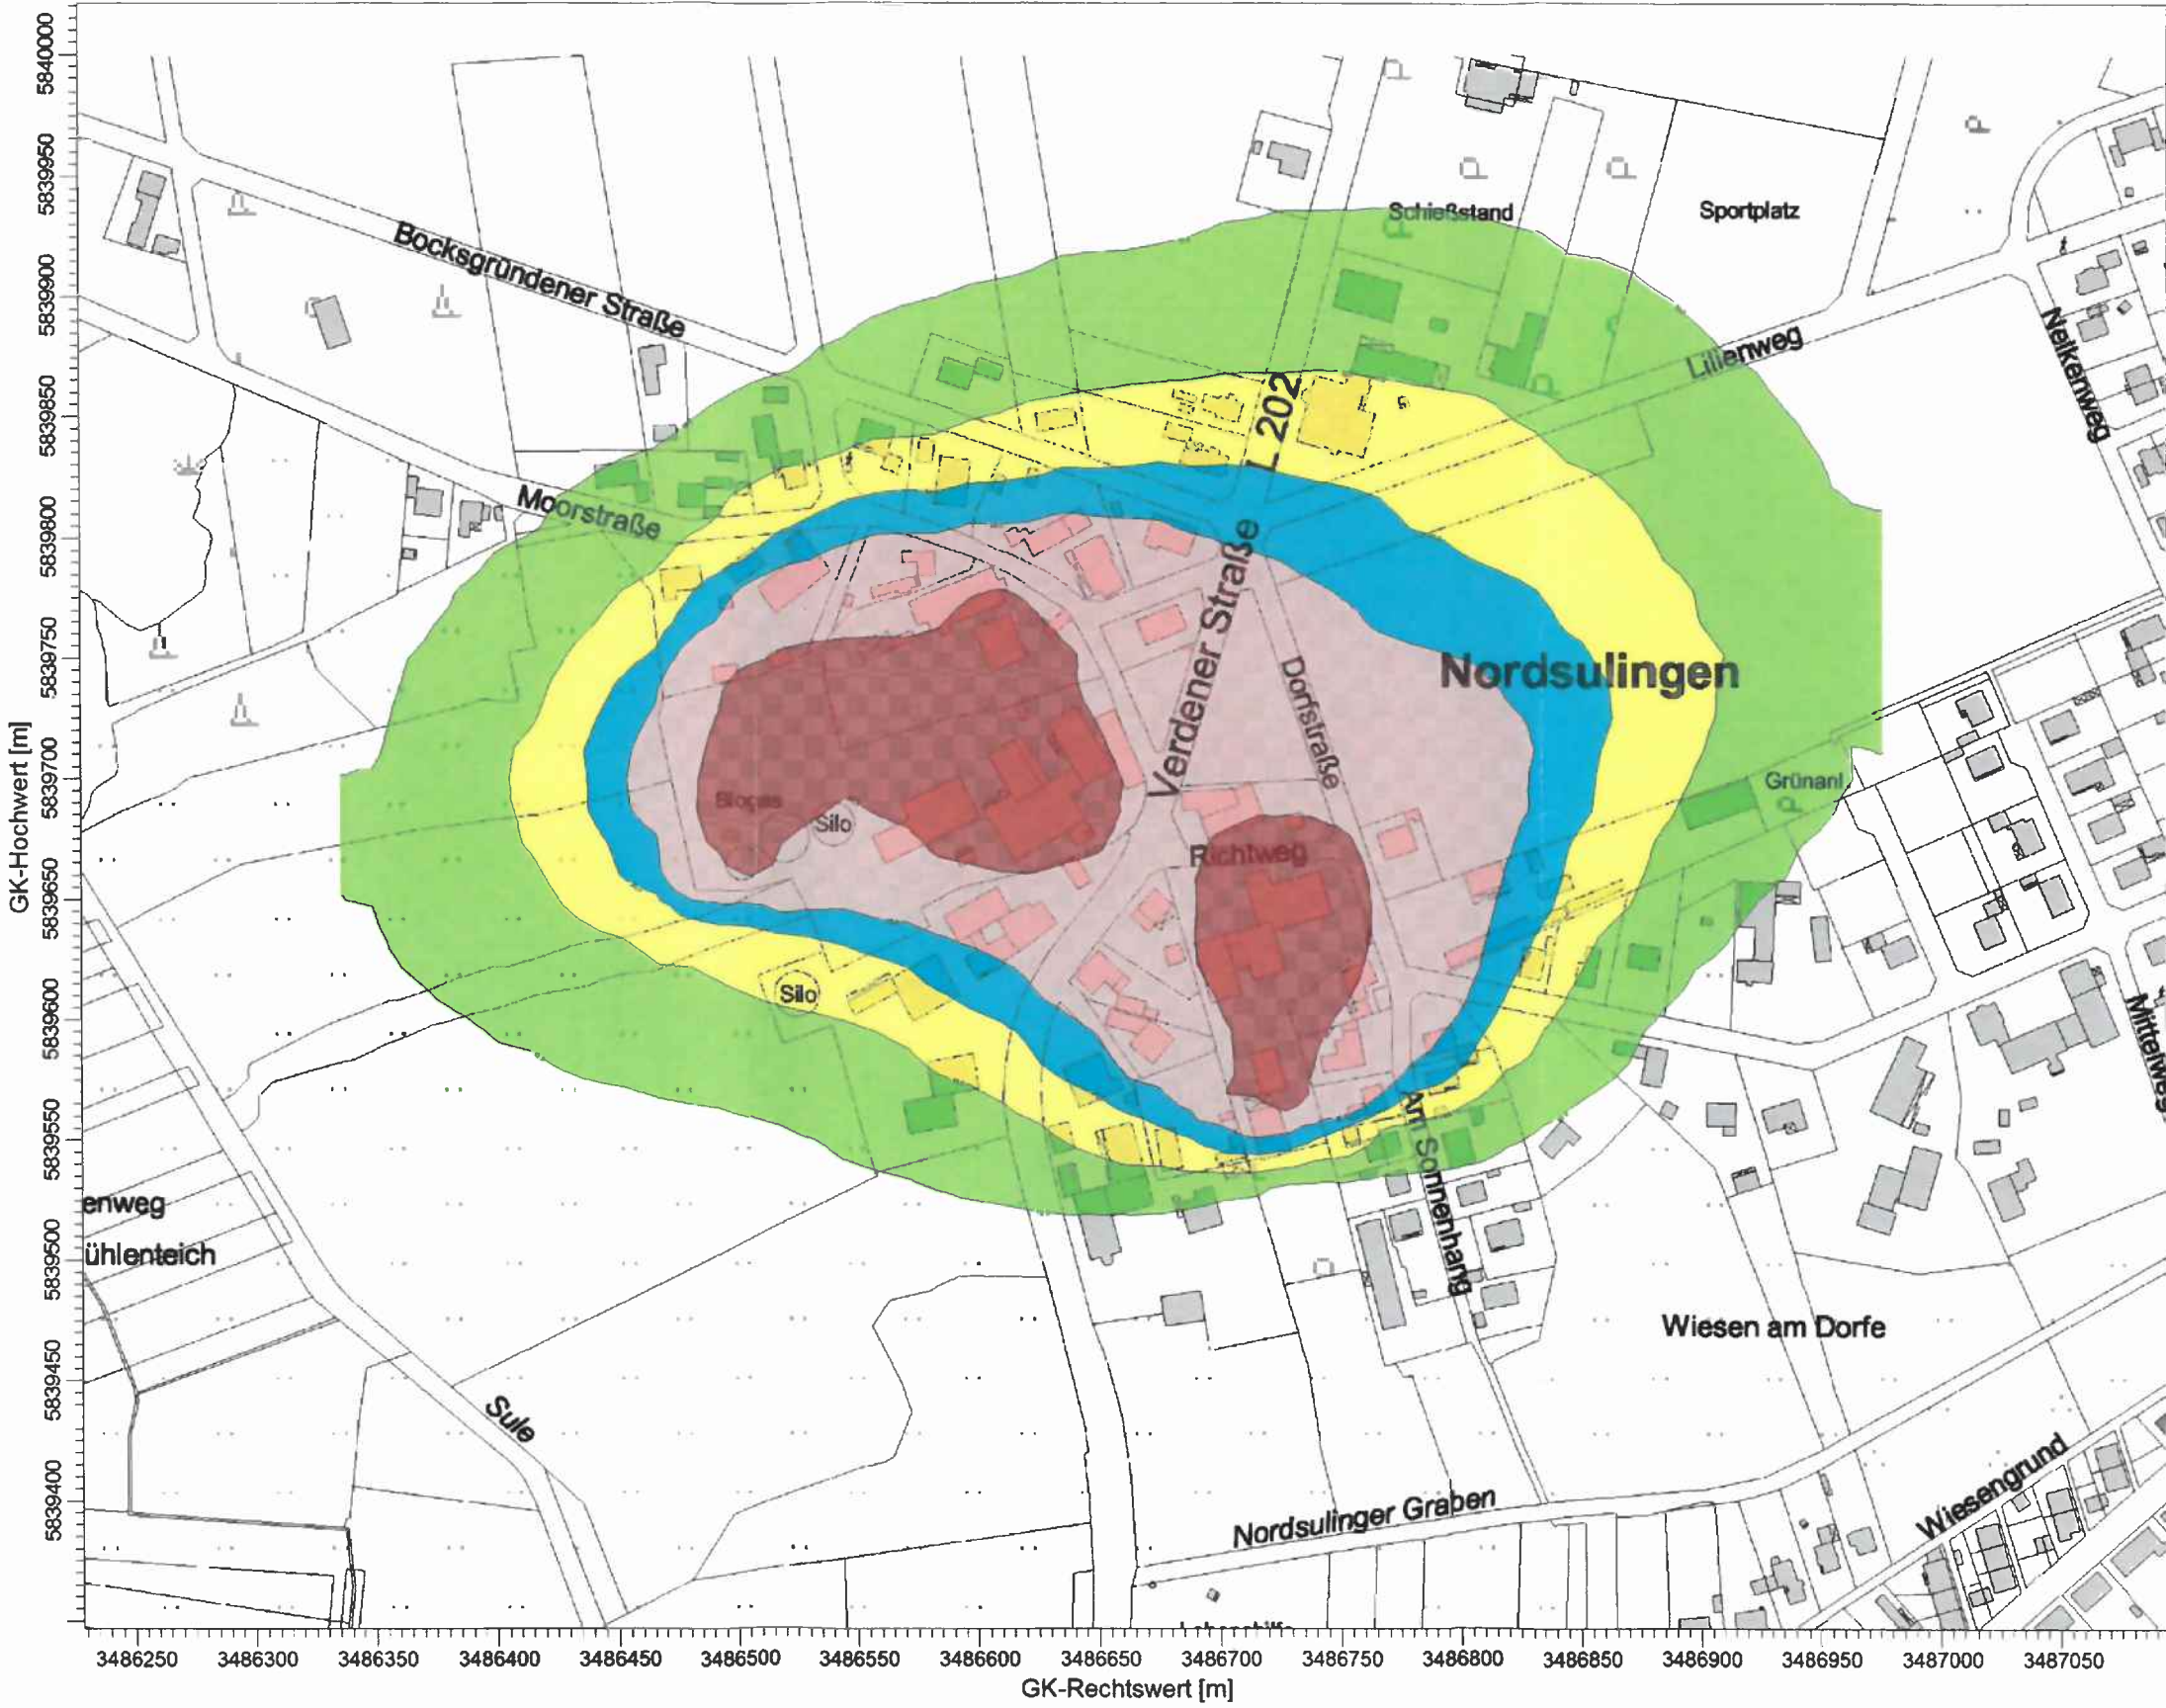 5840000
5839950
5839900
5839850
5839800
5839750
5839700
5839650
5839600
5839550
5839500
5839450
5839400
GK-Hochwert [m]
Schießstand
Sportplatz
Bocksgründener Straße
Lilienweg
Nelkenweg
L 202
Moorstraße
Verdener Straße
Dorfstraße
Nordsulingen
Biogas
Silo
Richtweg
Grünanl.
Silo
Mittelweg
Am Sonnenhang
enweg
ühlenteich
Wiesen am Dorfe
Sule
Nordsulinger Graben
Wiesengrund
3486250 3486300 3486350 3486400 3486450 3486500 3486550 3486600 3486650 3486700 3486750 3486800 3486850 3486900 3486950 3487000 3487050
GK-Rechtswert [m]